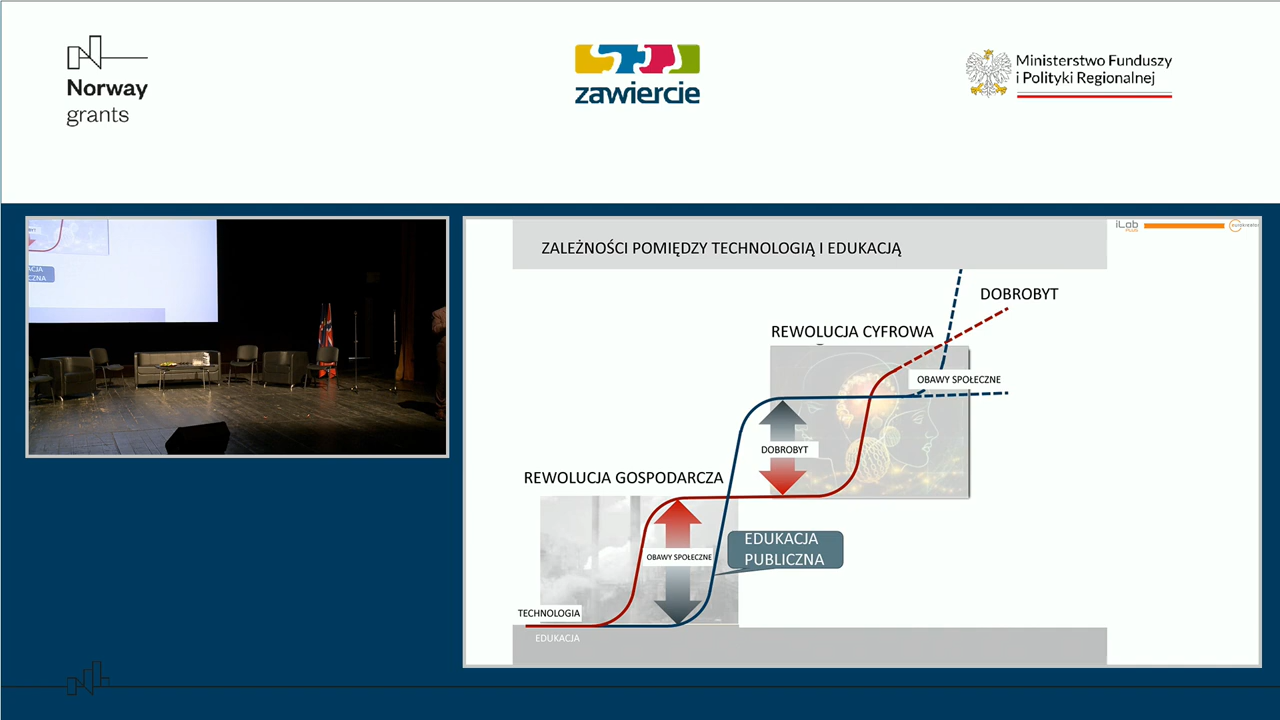 Norway
grants
zawiercie
Ministerstwo Funduszy
i Polityki Regionalnej
iLab
PLUS
ZALEŻNOŚCI POMIĘDZY TECHNOLOGIĄ I EDUKACJĄ
DOBROBYT
REWOLUCJA CYFROWA
OBAWY SPOŁECZNE
DOBROBYT
REWOLUCJA GOSPODARCZA
EDUKACJA
PUBLICZNA
OBAWY SPOŁECZNE
TECHNOLOGIA
EDUKACJA